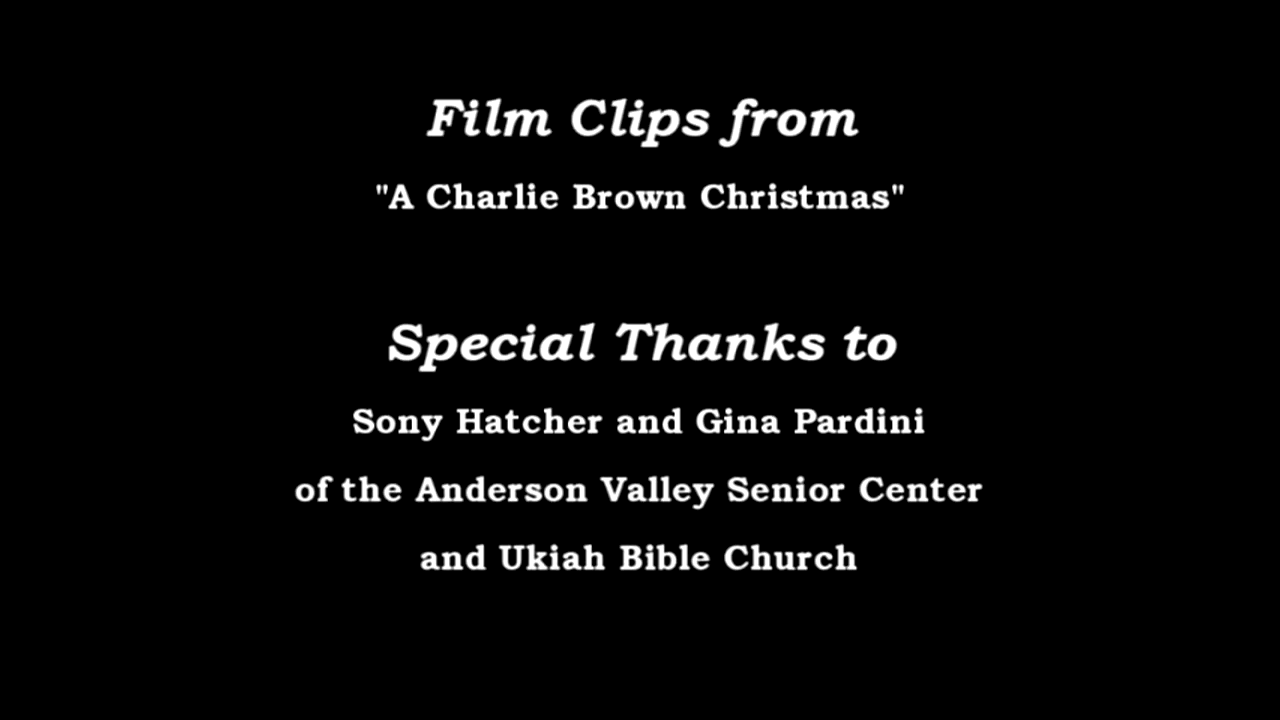 Film Clips from
"A Charlie Brown Christmas"
Special Thanks to
Sony Hatcher and Gina Pardini
of the Anderson Valley Senior Center
and Ukiah Bible Church